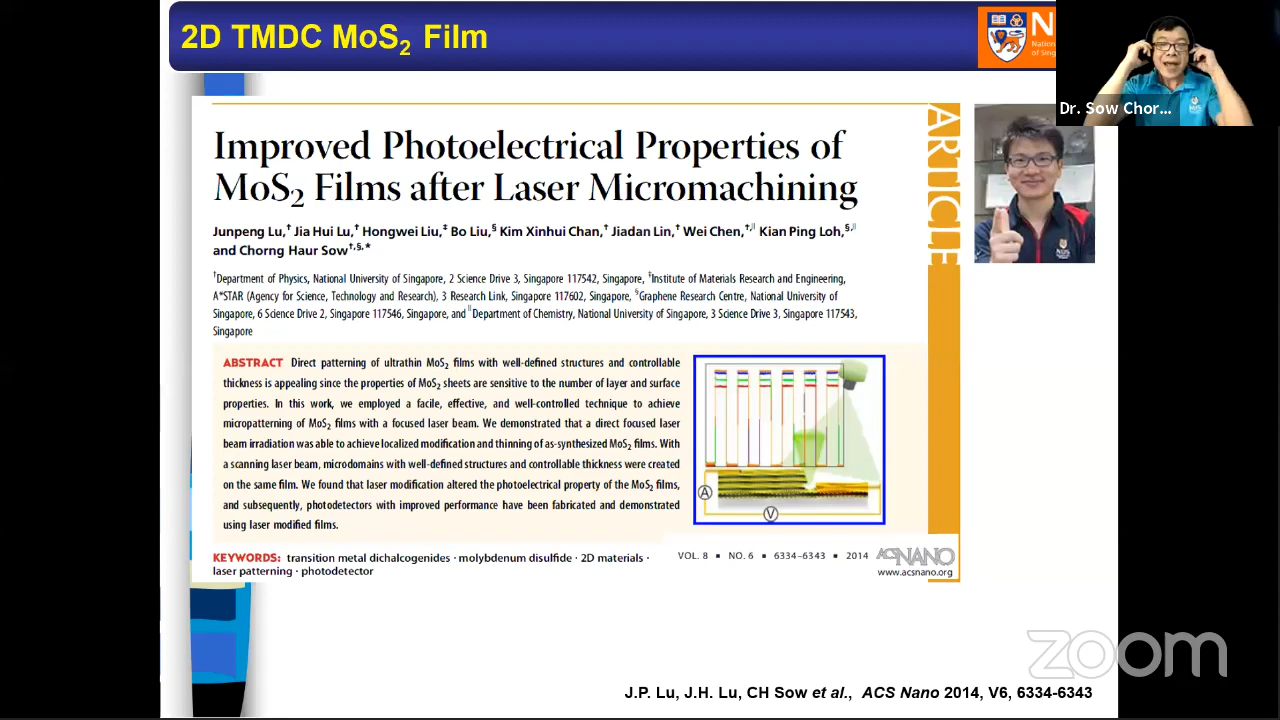 2D TMDC MoS₂ Film
N
Nation
of Sing
Dr. Sow Chor...
ARTICLE
Improved Photoelectrical Properties of
MoS₂ Films after Laser Micromachining
Junpeng Lu,† Jia Hui Lu,† Hongwei Liu,‡ Bo Liu,§ Kim Xinhui Chan,† Jiadan Lin,† Wei Chen,†,|| Kian Ping Loh,§,||
and Chorng Haur Sow†,§,*
†Department of Physics, National University of Singapore, 2 Science Drive 3, Singapore 117542, Singapore, ‡Institute of Materials Research and Engineering,
A*STAR (Agency for Science, Technology and Research), 3 Research Link, Singapore 117602, Singapore, §Graphene Research Centre, National University of
Singapore, 6 Science Drive 2, Singapore 117546, Singapore, and ||Department of Chemistry, National University of Singapore, 3 Science Drive 3, Singapore 117543,
Singapore
ABSTRACT Direct patterning of ultrathin MoS₂ films with well-defined structures and controllable
thickness is appealing since the properties of MoS₂ sheets are sensitive to the number of layer and surface
properties. In this work, we employed a facile, effective, and well-controlled technique to achieve
micropatterning of MoS₂ films with a focused laser beam. We demonstrated that a direct focused laser
beam irradiation was able to achieve localized modification and thinning of as-synthesized MoS₂ films. With
a scanning laser beam, microdomains with well-defined structures and controllable thickness were created
on the same film. We found that laser modification altered the photoelectrical property of the MoS₂ films,
and subsequently, photodetectors with improved performance have been fabricated and demonstrated
using laser modified films.
A
V
KEYWORDS: transition metal dichalcogenides · molybdenum disulfide · 2D materials ·
laser patterning · photodetector
VOL. 8 ▪ NO. 6 ▪ 6334–6343 ▪ 2014
ACS NANO
www.acsnano.org
zoom
J.P. Lu, J.H. Lu, CH Sow et al., ACS Nano 2014, V6, 6334-6343